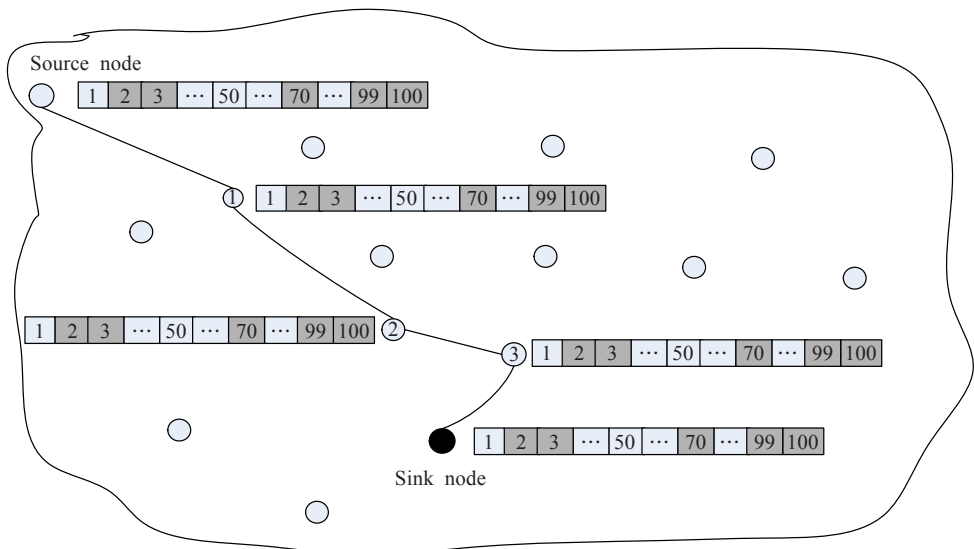 Source node
1 2 3 ··· 50 ··· 70 ··· 99 100
1 1 2 3 ··· 50 ··· 70 ··· 99 100
1 2 3 ··· 50 ··· 70 ··· 99 100 2
3 1 2 3 ··· 50 ··· 70 ··· 99 100
1 2 3 ··· 50 ··· 70 ··· 99 100
Sink node